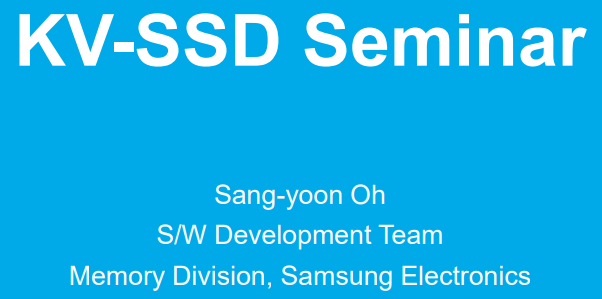 KV-SSD Seminar
Sang-yoon Oh
S/W Development Team
Memory Division, Samsung Electronics